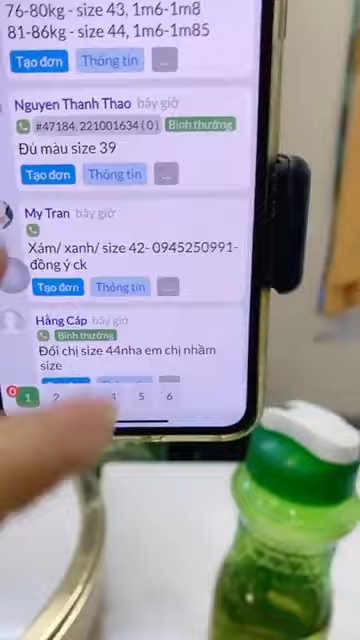 76-80kg - size 43, 1m6-1m8
81-86kg - size 44, 1m6-1m85
Tạo đơn Thông tin ...
Nguyen Thanh Thao bây giờ
#47184, 221001634 ( 0 ) Bình thường
Đủ màu size 39
Tạo đơn Thông tin ...
My Tran bây giờ
Xám/ xanh/ size 42- 0945250991-
đồng ý ck
Tạo đơn Thông tin ...
Hằng Cáp bây giờ
Bình thường
Đổi chị size 44nha em chị nhầm
size
0 1 2 4 5 6